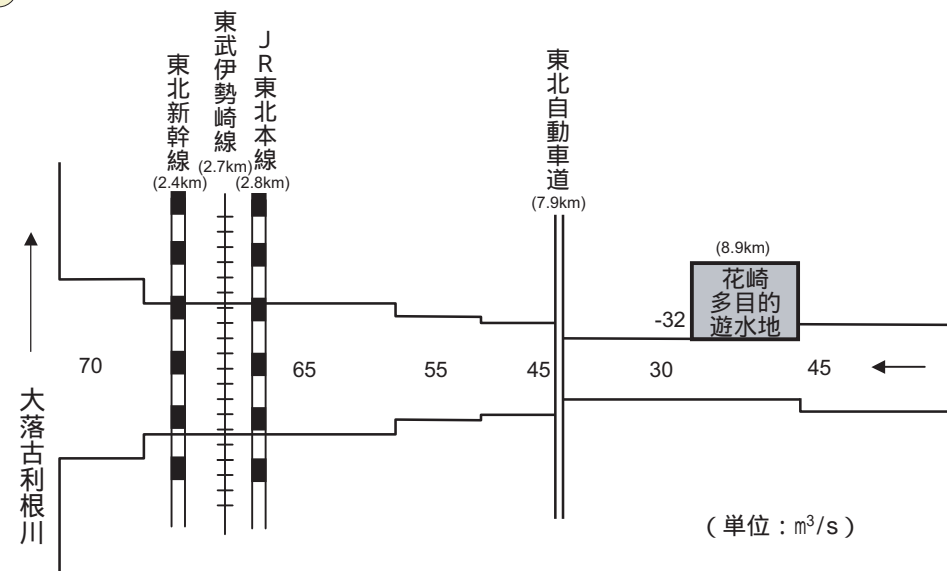 東北新幹線
(2.4km)
東武伊勢崎線
(2.7km)
JR東北本線
(2.8km)
東北自動車道
(7.9km)
(8.9km)
花崎
多目的
遊水地
-32
70
65
55
45
30
45
大落古利根川
(単位:m³/s)